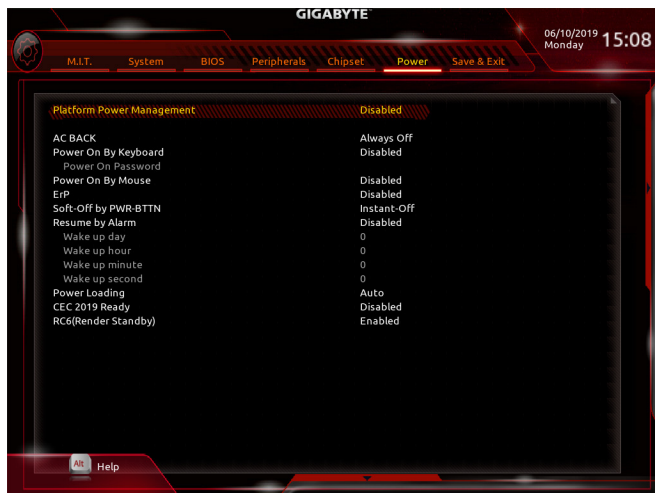 GIGABYTE™
06/10/2019 15:08
Monday
M.I.T. System BIOS Peripherals Chipset Power Save & Exit
Platform Power Management Disabled
AC BACK Always Off
Power On By Keyboard Disabled
Power On Password
Power On By Mouse Disabled
ErP Disabled
Soft-Off by PWR-BTTN Instant-Off
Resume by Alarm Disabled
Wake up day 0
Wake up hour 0
Wake up minute 0
Wake up second 0
Power Loading Auto
CEC 2019 Ready Disabled
RC6(Render Standby) Enabled
Alt Help